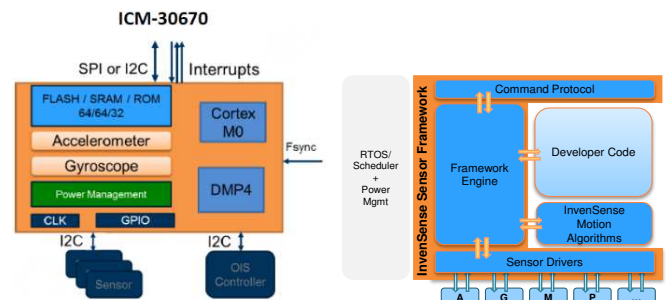 ICM-30670
SPI or I2C
Interrupts
FLASH / SRAM / ROM
64/64/32
Accelerometer
Gyroscope
Power Management
CLK
GPIO
Cortex
M0
DMP4
Fsync
I2C
I2C
Sensor
OIS
Controller
RTOS/
Scheduler
+
Power
Mgmt
InvenSense Sensor Framework
Command Protocol
Framework
Engine
Developer Code
InvenSense
Motion
Algorithms
Sensor Drivers
A
G
M
P
...